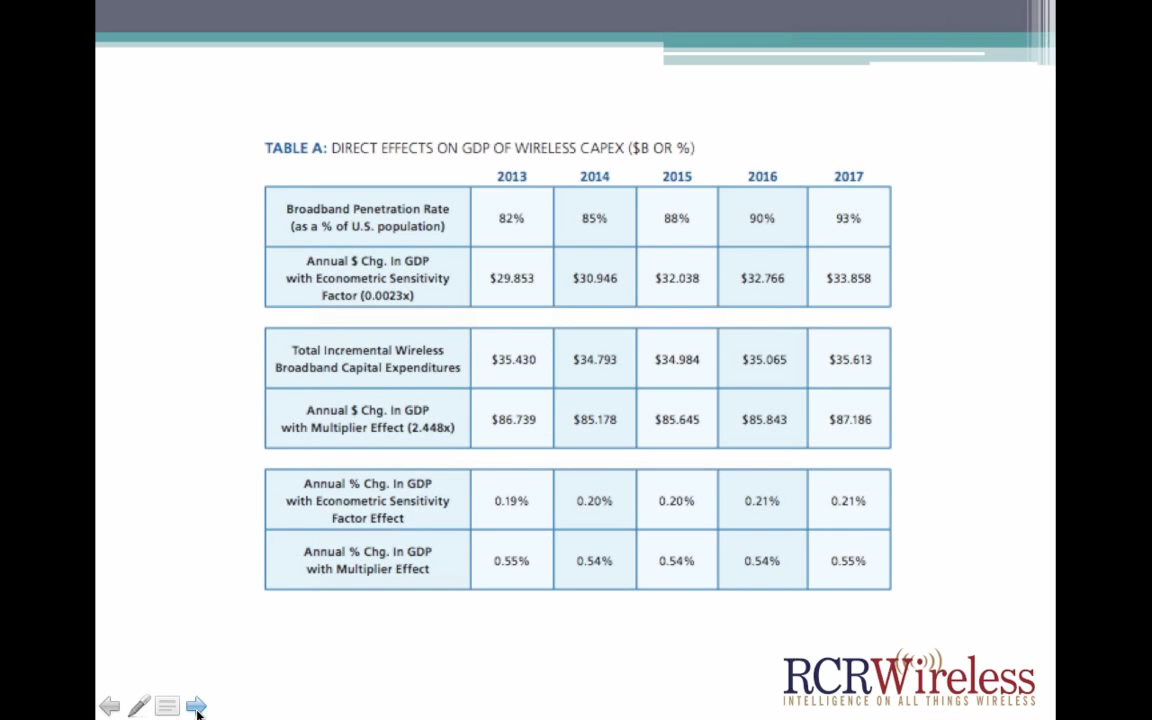 TABLE A: DIRECT EFFECTS ON GDP OF WIRELESS CAPEX ($B OR %)
2013 2014 2015 2016 2017
Broadband Penetration Rate
(as a % of U.S. population)
82% 85% 88% 90% 93%
Annual $ Chg. In GDP
with Econometric Sensitivity
Factor (0.0023x)
$29.853 $30.946 $32.038 $32.766 $33.858
Total Incremental Wireless
Broadband Capital Expenditures
$35.430 $34.793 $34.984 $35.065 $35.613
Annual $ Chg. In GDP
with Multiplier Effect (2.448x)
$86.739 $85.178 $85.645 $85.843 $87.186
Annual % Chg. In GDP
with Econometric Sensitivity
Factor Effect
0.19% 0.20% 0.20% 0.21% 0.21%
Annual % Chg. In GDP
with Multiplier Effect
0.55% 0.54% 0.54% 0.54% 0.55%
RCRWireless
INTELLIGENCE ON ALL THINGS WIRELESS